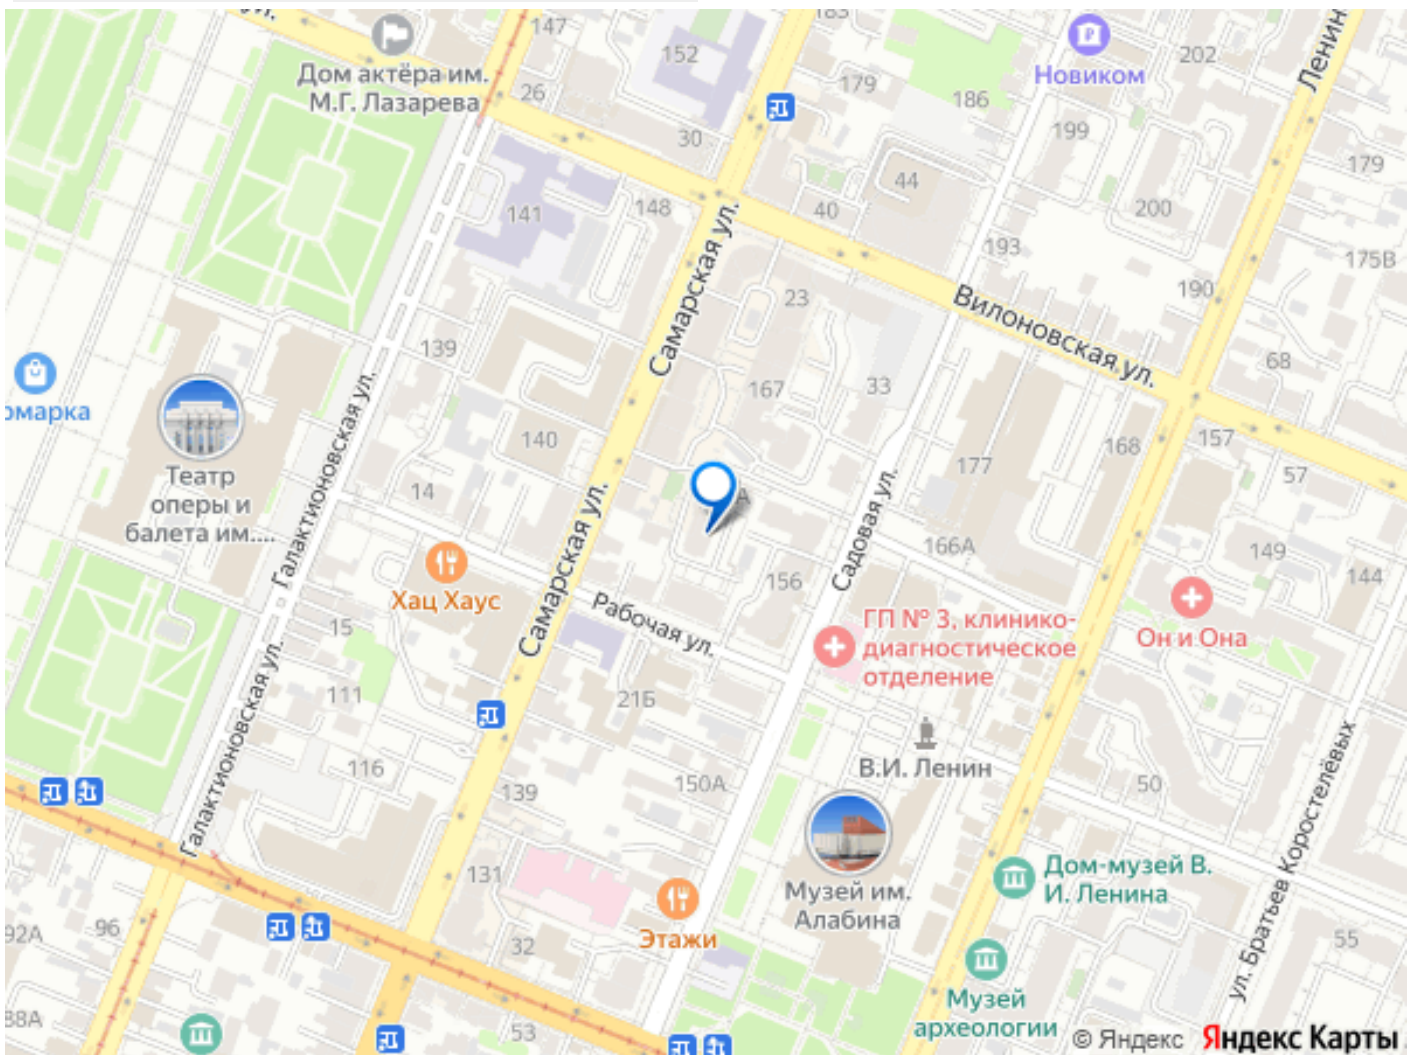 ул.
147
183
152
179
202
Ленин
Дом актёра им.
М.Г. Лазарева
26
30
Новиком
186
199
179
44
40
200
141
148
193
175В
190
Самарская ул.
23
Вилоновская ул.
68
139
167
33
омарка
Галактионовская ул.
140
177
168
157
57
Театр
оперы и
балета им....
14
А
Садовая ул.
166А
149
144
Хац Хаус
Самарская ул.
Рабочая ул.
156
ГП № 3, клинико-
диагностическое
отделение
Он и Она
15
111
21Б
Галактионовская ул.
В.И. Ленин
116
139
150А
50
ул. Братьев Коростелёвых
131
Музей им.
Алабина
Дом-музей В.
И. Ленина
92А
96
32
Этажи
55
88А
53
Музей
археологии
© Яндекс
Яндекс Карты